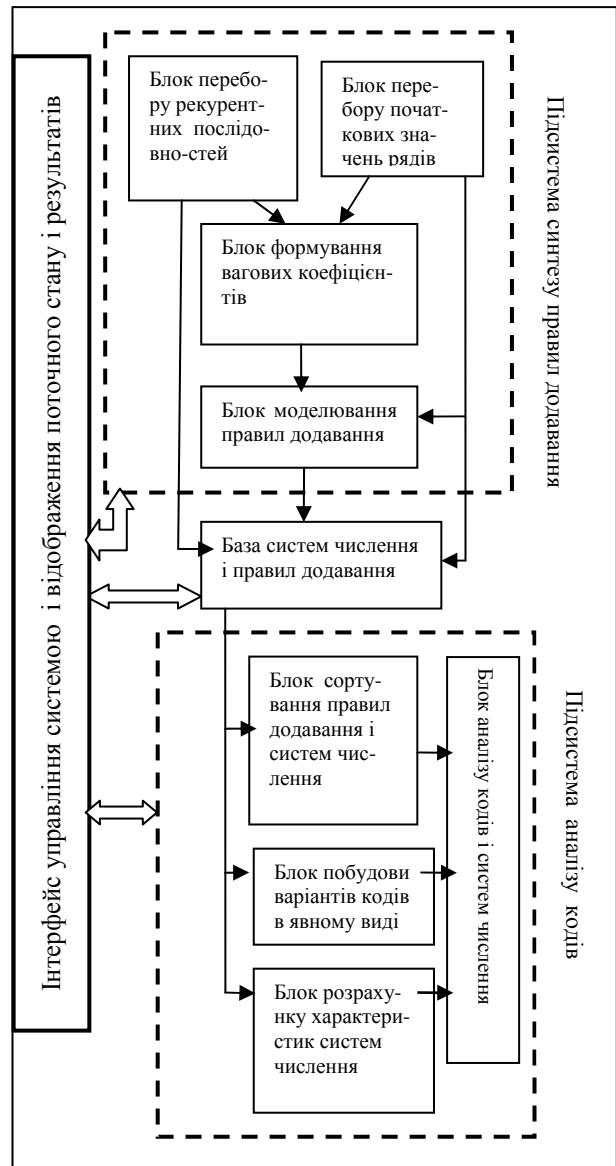 Інтерфейс управління системою і відображення поточного стану і результатів
Блок перебо-
ру рекурент-
них послідо-
вно-стей
Блок пере-
бору почат-
кових зна-
чень рядів
Підсистема синтезу правил додавання
Блок формування
вагових коефіцієн-
тів
Блок моделювання
правил додавання
База систем числення
і правил додавання
Блок сорту-
вання правил
додавання і
систем чис-
лення
Блок побудови
варіантів кодів
в явному виді
Блок розраху-
нку характери-
стик систем
числення
Блок аналізу кодів і систем числення
Підсистема аналізу кодів